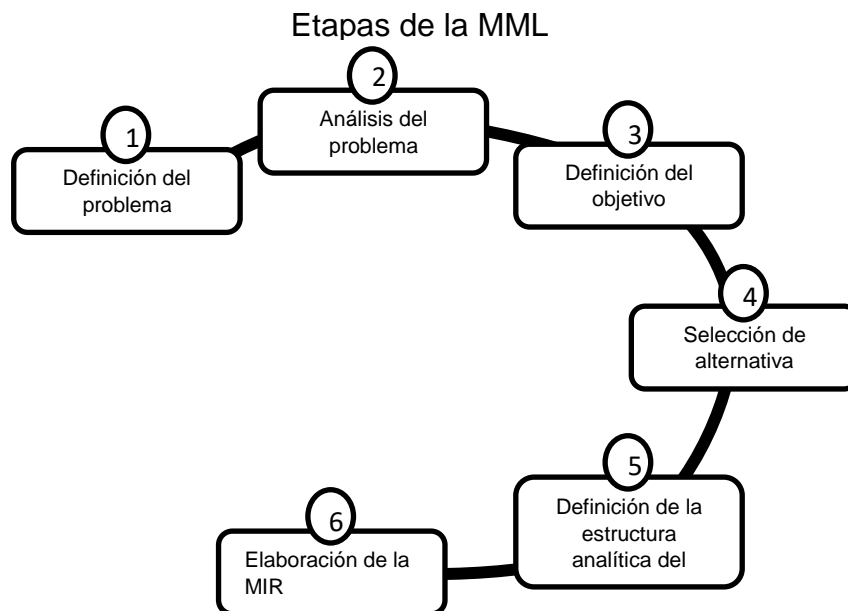 Etapas de la MML
1
Definición del
problema
2
Análisis del
problema
3
Definición del
objetivo
4
Selección de
alternativa
5
Definición de la
estructura
analítica del
6
Elaboración de la
MIR